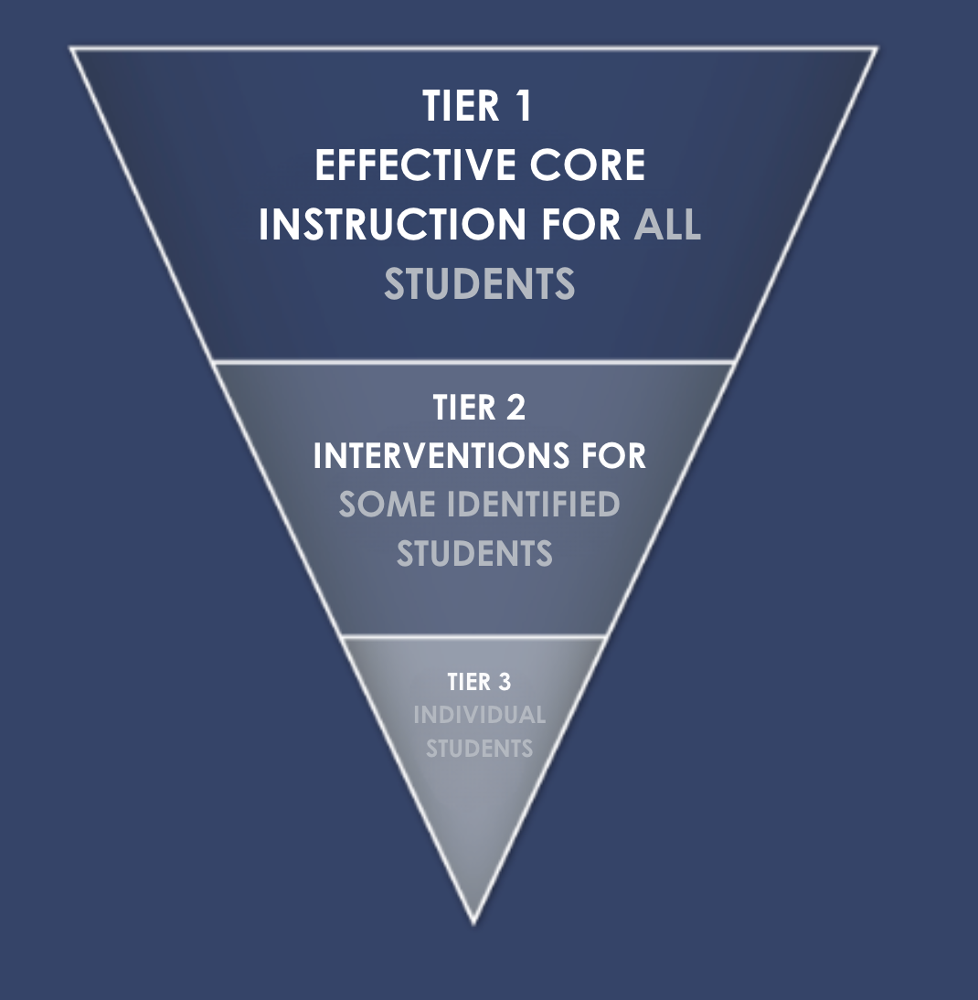 TIER 1
EFFECTIVE CORE
INSTRUCTION FOR ALL
STUDENTS
TIER 2
INTERVENTIONS FOR
SOME IDENTIFIED
STUDENTS
TIER 3
INDIVIDUAL
STUDENTS